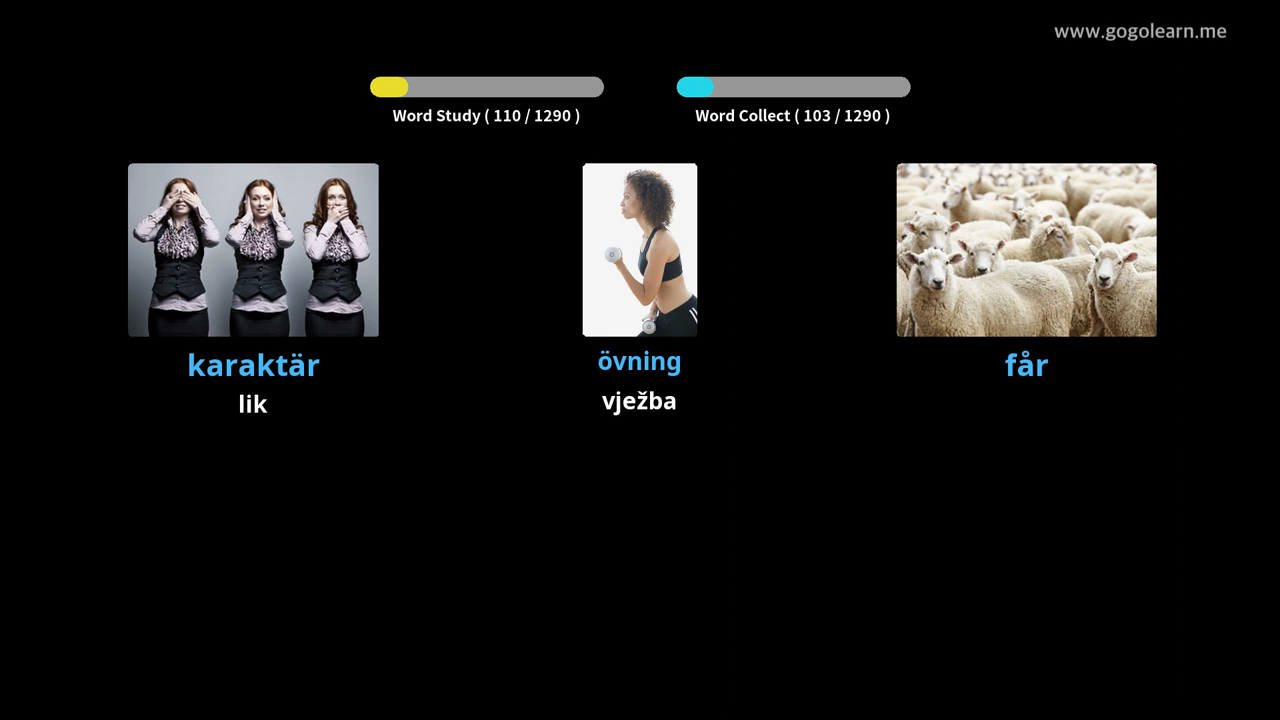 www.gogolearn.me
Word Study ( 110 / 1290 )
Word Collect ( 103 / 1290 )
karaktär
lik
övning
vježba
får